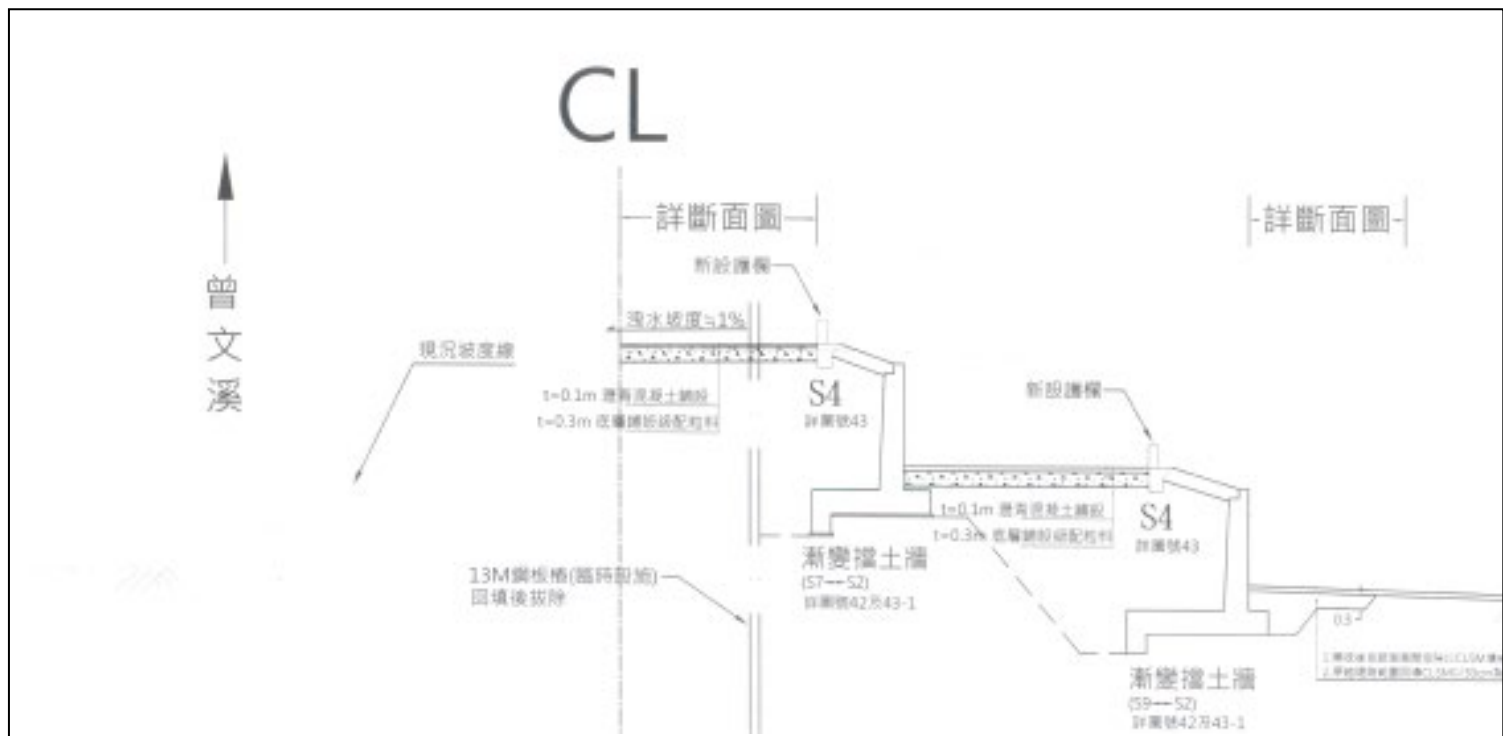 CL
詳斷面圖
詳斷面圖
新設護欄
洩水坡度≒1%
曾文溪
現況坡度線
t=0.1m 瀝青混凝土鋪設
t=0.3m 底層鋪設級配粒料
S4
詳圖號43
新設護欄
t=0.1m 瀝青混凝土鋪設
t=0.3m 底層鋪設級配粒料
S4
詳圖號43
漸變擋土牆
(S7─S2)
詳圖號42及43-1
13M鋼板樁(臨時設施)
回填後拔除
0.3
漸變擋土牆
(S9─S2)
詳圖號42及43-1